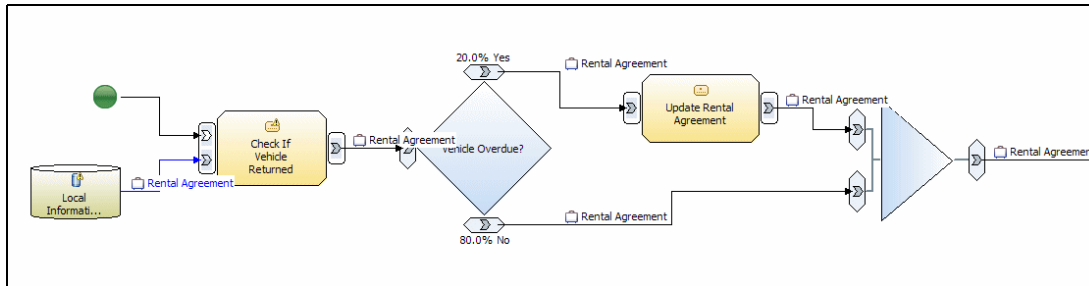 20.0% Yes
Rental Agreement
Update Rental
Agreement
Rental Agreement
Check If
Vehicle
Returned
Rental Agreement
Vehicle Overdue?
Rental Agreement
Rental Agreement
Local
Informati...
Rental Agreement
80.0% No